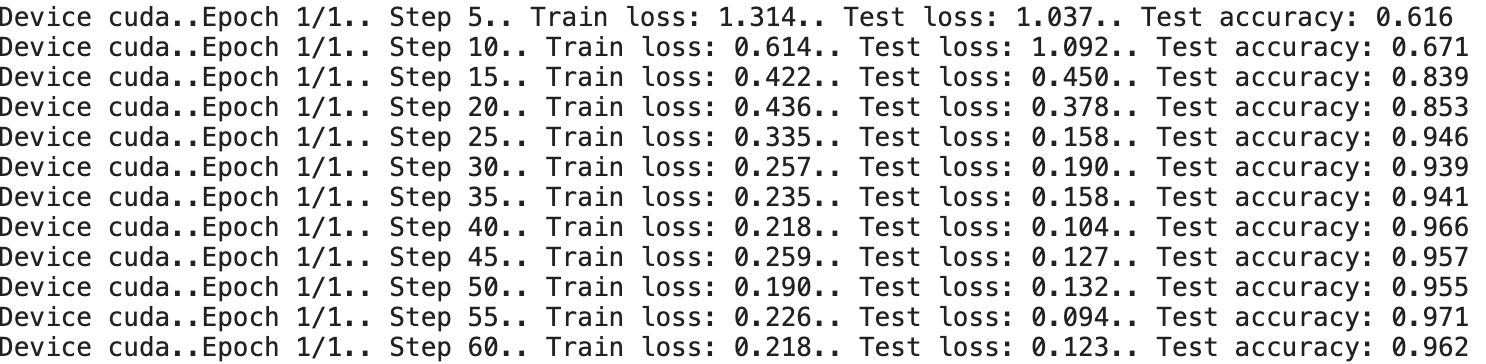 Device cuda..Epoch 1/1.. Step 5.. Train loss: 1.314.. Test loss: 1.037.. Test accuracy: 0.616
Device cuda..Epoch 1/1.. Step 10.. Train loss: 0.614.. Test loss: 1.092.. Test accuracy: 0.671
Device cuda..Epoch 1/1.. Step 15.. Train loss: 0.422.. Test loss: 0.450.. Test accuracy: 0.839
Device cuda..Epoch 1/1.. Step 20.. Train loss: 0.436.. Test loss: 0.378.. Test accuracy: 0.853
Device cuda..Epoch 1/1.. Step 25.. Train loss: 0.335.. Test loss: 0.158.. Test accuracy: 0.946
Device cuda..Epoch 1/1.. Step 30.. Train loss: 0.257.. Test loss: 0.190.. Test accuracy: 0.939
Device cuda..Epoch 1/1.. Step 35.. Train loss: 0.235.. Test loss: 0.158.. Test accuracy: 0.941
Device cuda..Epoch 1/1.. Step 40.. Train loss: 0.218.. Test loss: 0.104.. Test accuracy: 0.966
Device cuda..Epoch 1/1.. Step 45.. Train loss: 0.259.. Test loss: 0.127.. Test accuracy: 0.957
Device cuda..Epoch 1/1.. Step 50.. Train loss: 0.190.. Test loss: 0.132.. Test accuracy: 0.955
Device cuda..Epoch 1/1.. Step 55.. Train loss: 0.226.. Test loss: 0.094.. Test accuracy: 0.971
Device cuda..Epoch 1/1.. Step 60.. Train loss: 0.218.. Test loss: 0.123.. Test accuracy: 0.962